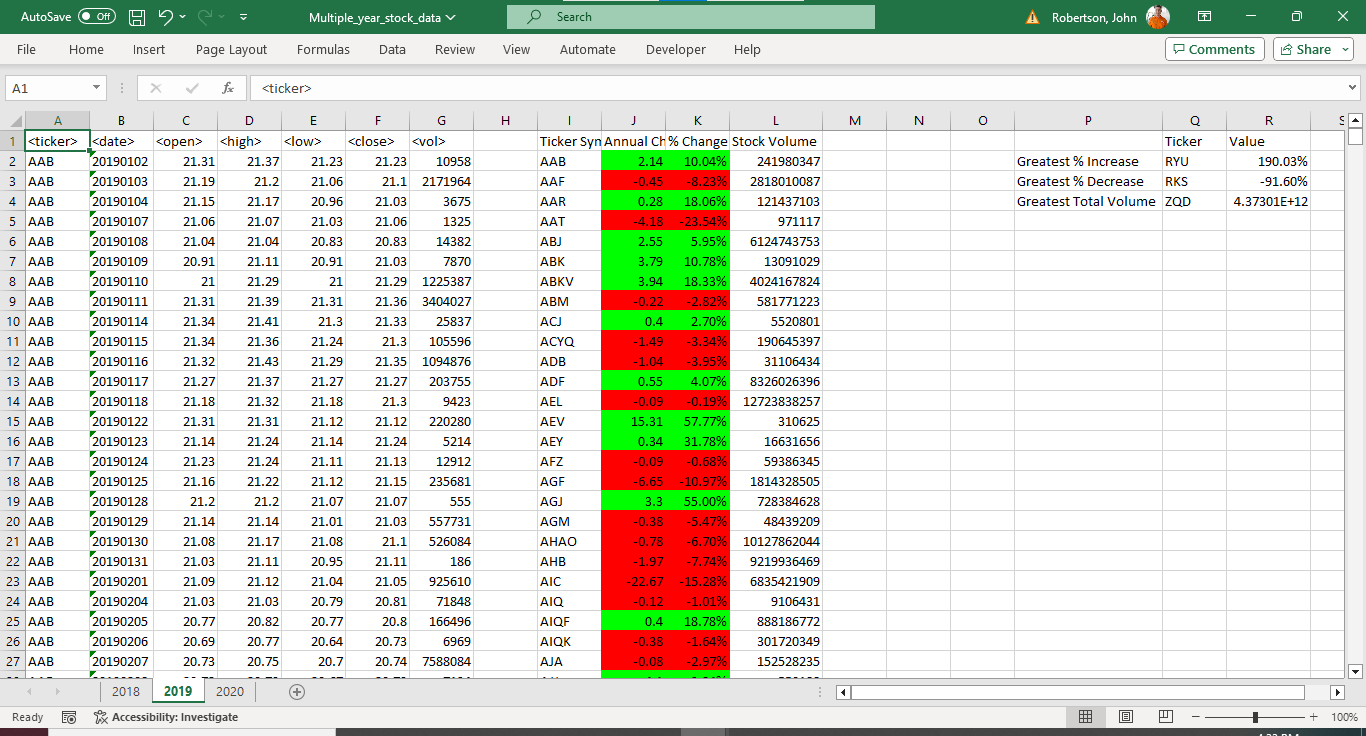 AutoSave Off Multiple_year_stock_data Search Robertson, John
File Home Insert Page Layout Formulas Data Review View Automate Developer Help Comments Share
A1 fx <ticker>
A B C D E F G H I J K L M N O P Q R S
1 <ticker> <date> <open> <high> <low> <close> <vol> Ticker Syn Annual Ch % Change Stock Volume Ticker Value
2 AAB 20190102 21.31 21.37 21.23 21.23 10958 AAB 2.14 10.04% 241980347 Greatest % Increase RYU 190.03%
3 AAB 20190103 21.19 21.2 21.06 21.1 2171964 AAF -0.45 -8.23% 2818010087 Greatest % Decrease RKS -91.60%
4 AAB 20190104 21.15 21.17 20.96 21.03 3675 AAR 0.28 18.06% 121437103 Greatest Total Volume ZQD 4.37301E+12
5 AAB 20190107 21.06 21.07 21.03 21.06 1325 AAT -4.18 -23.54% 971117
6 AAB 20190108 21.04 21.04 20.83 20.83 14382 ABJ 2.55 5.95% 6124743753
7 AAB 20190109 20.91 21.11 20.91 21.03 7870 ABK 3.79 10.78% 13091029
8 AAB 20190110 21 21.29 21 21.29 1225387 ABKV 3.94 18.33% 4024167824
9 AAB 20190111 21.31 21.39 21.31 21.36 3404027 ABM -0.22 -2.82% 581771223
10 AAB 20190114 21.34 21.41 21.3 21.33 25837 ACJ 0.4 2.70% 5520801
11 AAB 20190115 21.34 21.36 21.24 21.3 105596 ACYQ -1.49 -3.34% 190645397
12 AAB 20190116 21.32 21.43 21.29 21.35 1094876 ADB -1.04 -3.95% 31106434
13 AAB 20190117 21.27 21.37 21.27 21.27 203755 ADF 0.55 4.07% 8326026396
14 AAB 20190118 21.18 21.32 21.18 21.3 9423 AEL -0.09 -0.19% 12723838257
15 AAB 20190122 21.31 21.31 21.12 21.12 220280 AEV 15.31 57.77% 310625
16 AAB 20190123 21.14 21.24 21.14 21.24 5214 AEY 0.34 31.78% 16631656
17 AAB 20190124 21.23 21.24 21.11 21.13 12912 AFZ -0.09 -0.68% 59386345
18 AAB 20190125 21.16 21.22 21.12 21.15 235681 AGF -6.65 -10.97% 1814328505
19 AAB 20190128 21.2 21.2 21.07 21.07 555 AGJ 3.3 55.00% 728384628
20 AAB 20190129 21.14 21.14 21.01 21.03 557731 AGM -0.38 -5.47% 48439209
21 AAB 20190130 21.08 21.17 21.08 21.1 526084 AHAO -0.78 -6.70% 10127862044
22 AAB 20190131 21.03 21.11 20.95 21.11 186 AHB -1.97 -7.74% 9219936469
23 AAB 20190201 21.09 21.12 21.04 21.05 925610 AIC -22.67 -15.28% 6835421909
24 AAB 20190204 21.03 21.03 20.79 20.81 71848 AIQ -0.12 -1.01% 9106431
25 AAB 20190205 20.77 20.82 20.77 20.8 166496 AIQF 0.4 18.78% 888186772
26 AAB 20190206 20.69 20.77 20.64 20.73 6969 AIQK -0.38 -1.64% 301720349
27 AAB 20190207 20.73 20.75 20.7 20.74 7588084 AJA -0.08 -2.97% 152528235
2018 2019 2020
Ready Accessibility: Investigate 100%